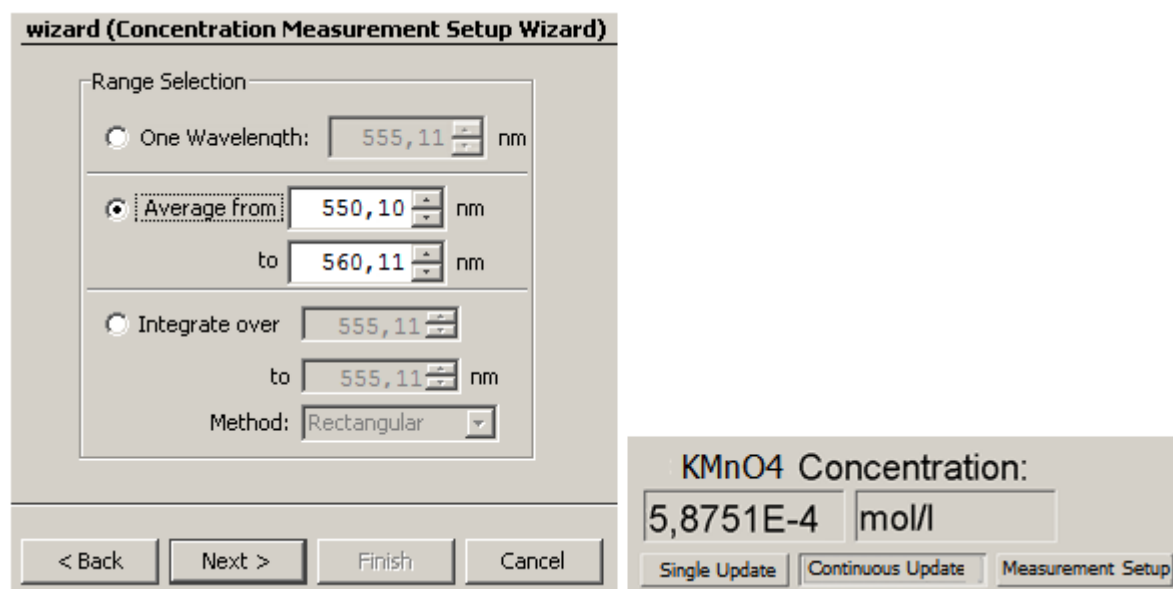 wizard (Concentration Measurement Setup Wizard)
Range Selection
One Wavelength: 555,11 nm
Average from 550,10 nm
to 560,11 nm
Integrate over 555,11
to 555,11 nm
Method: Rectangular
< Back Next > Finish Cancel
KMnO4 Concentration:
5,8751E-4 mol/l
Single Update Continuous Update Measurement Setup